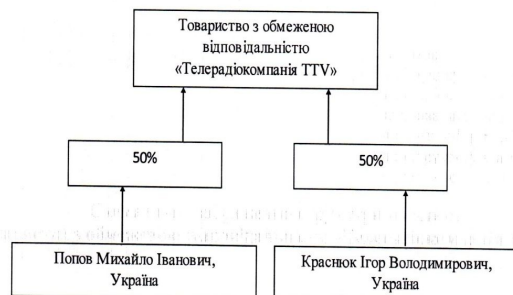 Товариство з обмеженою
відповідальністю
«Телерадіокомпанія TTV»
50%
50%
Попов Михайло Іванович,
Україна
Краснюк Ігор Володимирович,
Україна